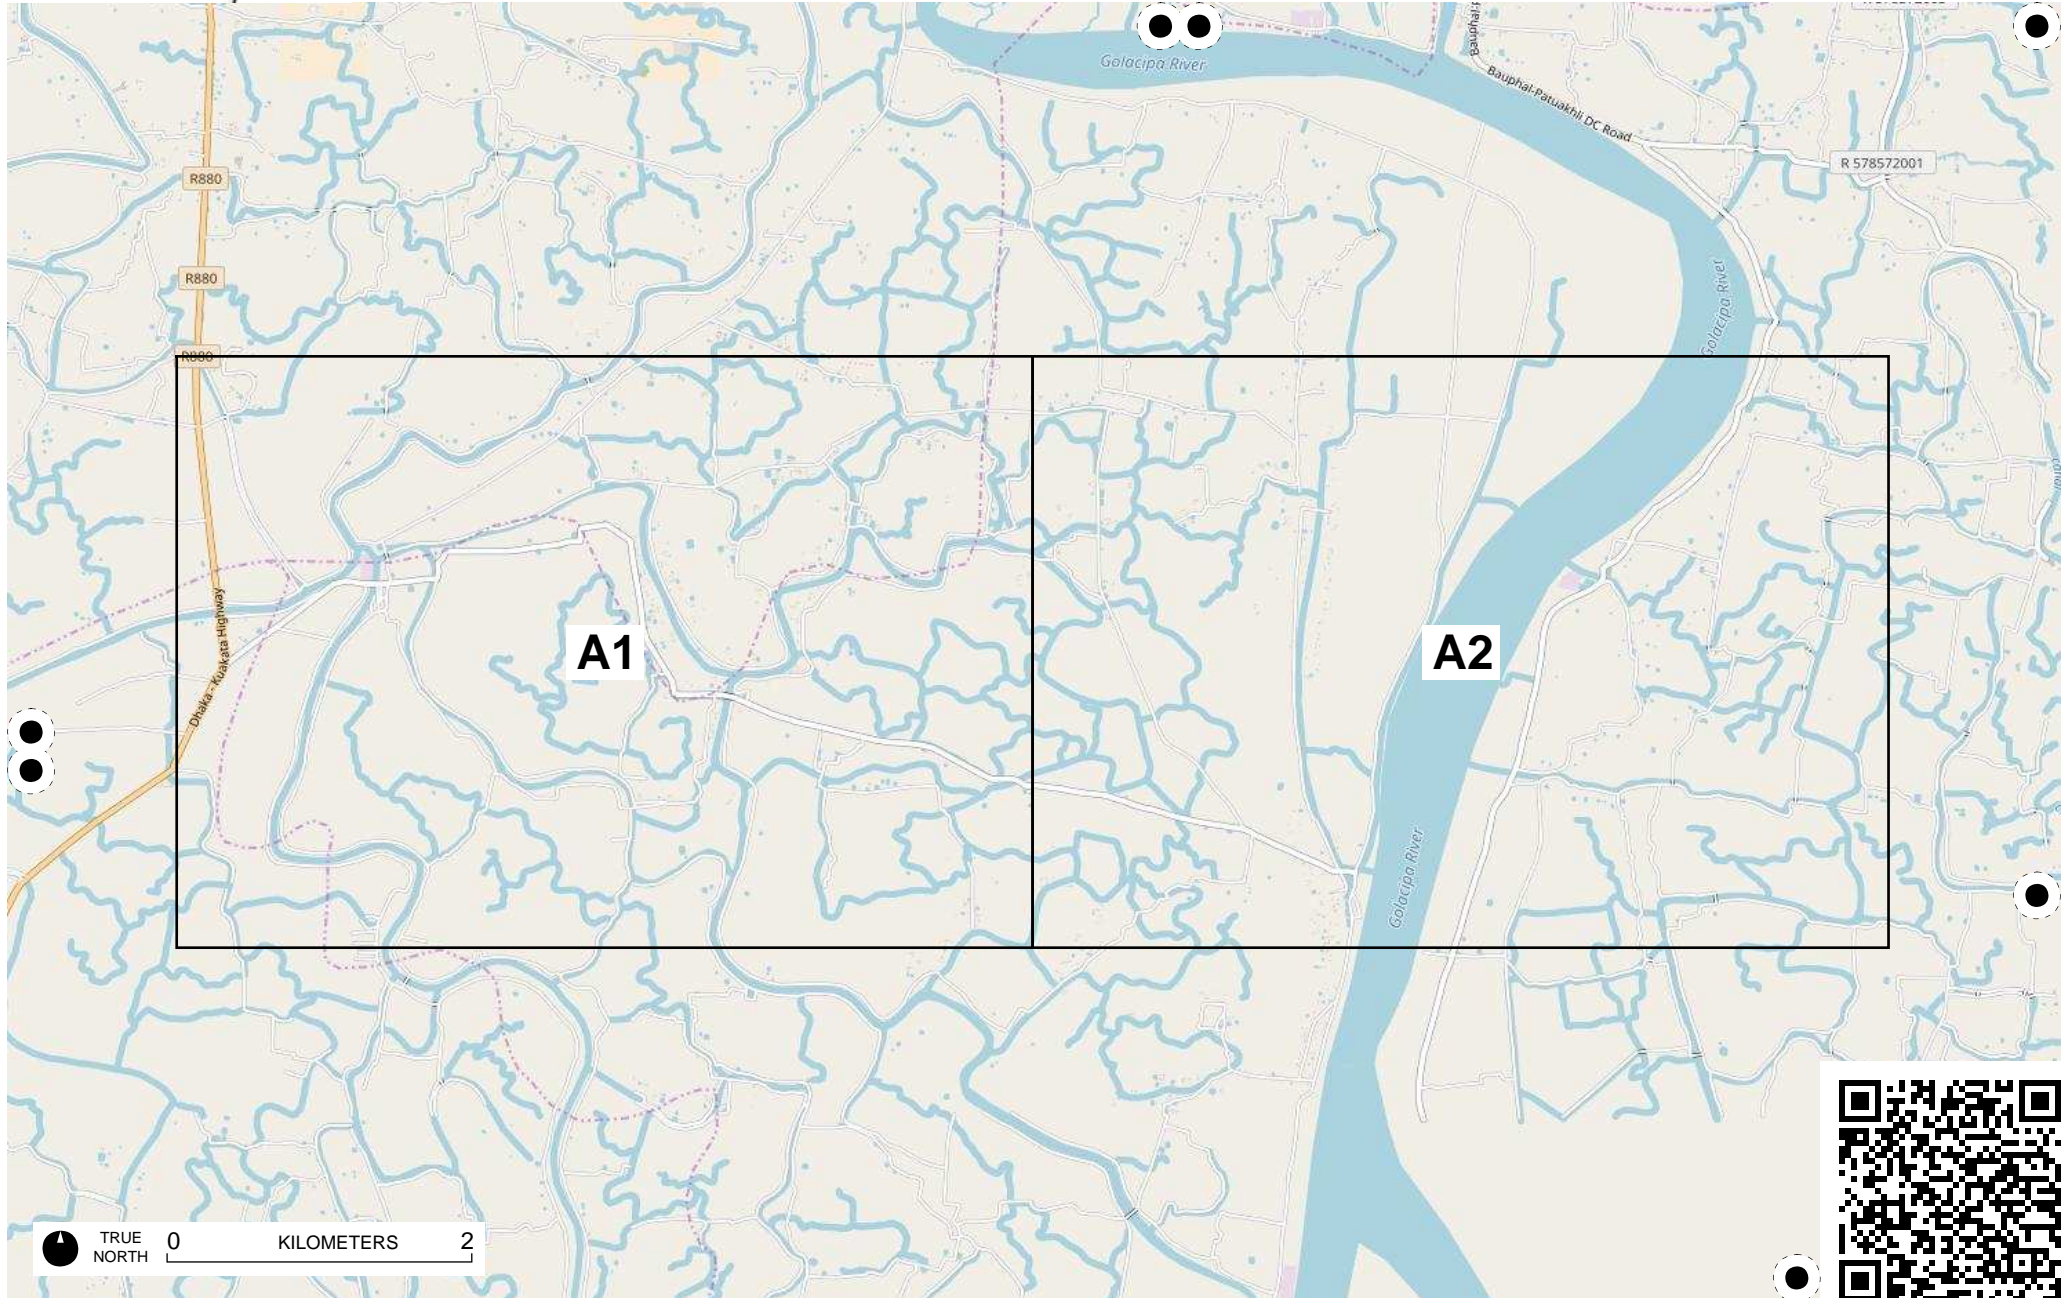 Golacipa River
Bauphal-Patuakhli DC Road
R880
R 578572001
R880
Golacipa River
R880
Dhaka - Kuakata Highway
A1
A2
Golacipa River
TRUE
NORTH
0
KILOMETERS
2